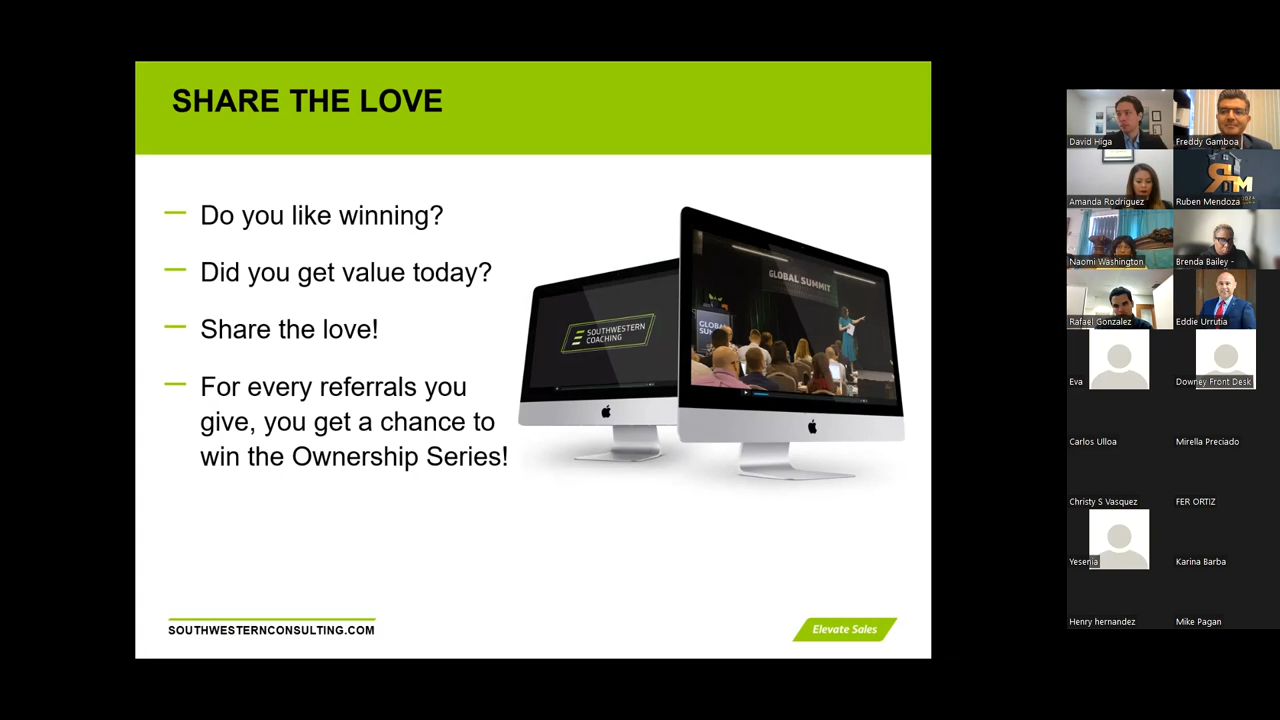 SHARE THE LOVE
— Do you like winning?
— Did you get value today?
— Share the love!
— For every referrals you
give, you get a chance to
win the Ownership Series!
SOUTHWESTERN
COACHING
GLOBAL SUMMIT
GLOBAL
SOUTHWESTERNCONSULTING.COM
Elevate Sales
David Higa
Freddy Gamboa
Amanda Rodriguez
Ruben Mendoza
Naomi Washington
Brenda Bailey -
Rafael Gonzalez
Eddie Urrutia
Eva
Downey Front Desk
Carlos Ulloa
Mirella Preciado
Christy S Vasquez
FER ORTIZ
Yesenia
Karina Barba
Henry hernandez
Mike Pagan